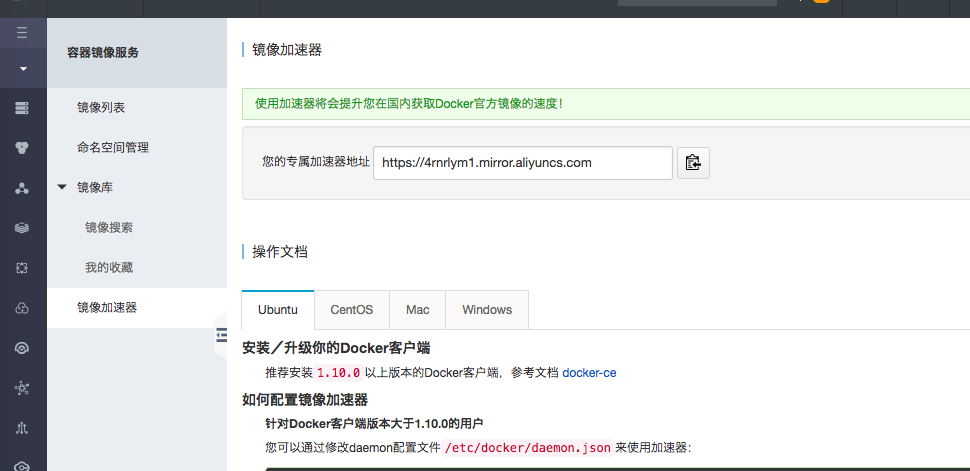 容器镜像服务
镜像列表
命名空间管理
镜像库
镜像搜索
我的收藏
镜像加速器
镜像加速器
使用加速器将会提升您在国内获取Docker官方镜像的速度!
您的专属加速器地址 https://4rnrlym1.mirror.aliyuncs.com
操作文档
Ubuntu CentOS Mac Windows
安装／升级你的Docker客户端
推荐安装 1.10.0 以上版本的Docker客户端，参考文档 docker-ce
如何配置镜像加速器
针对Docker客户端版本大于1.10.0的用户
您可以通过修改daemon配置文件 /etc/docker/daemon.json 来使用加速器：